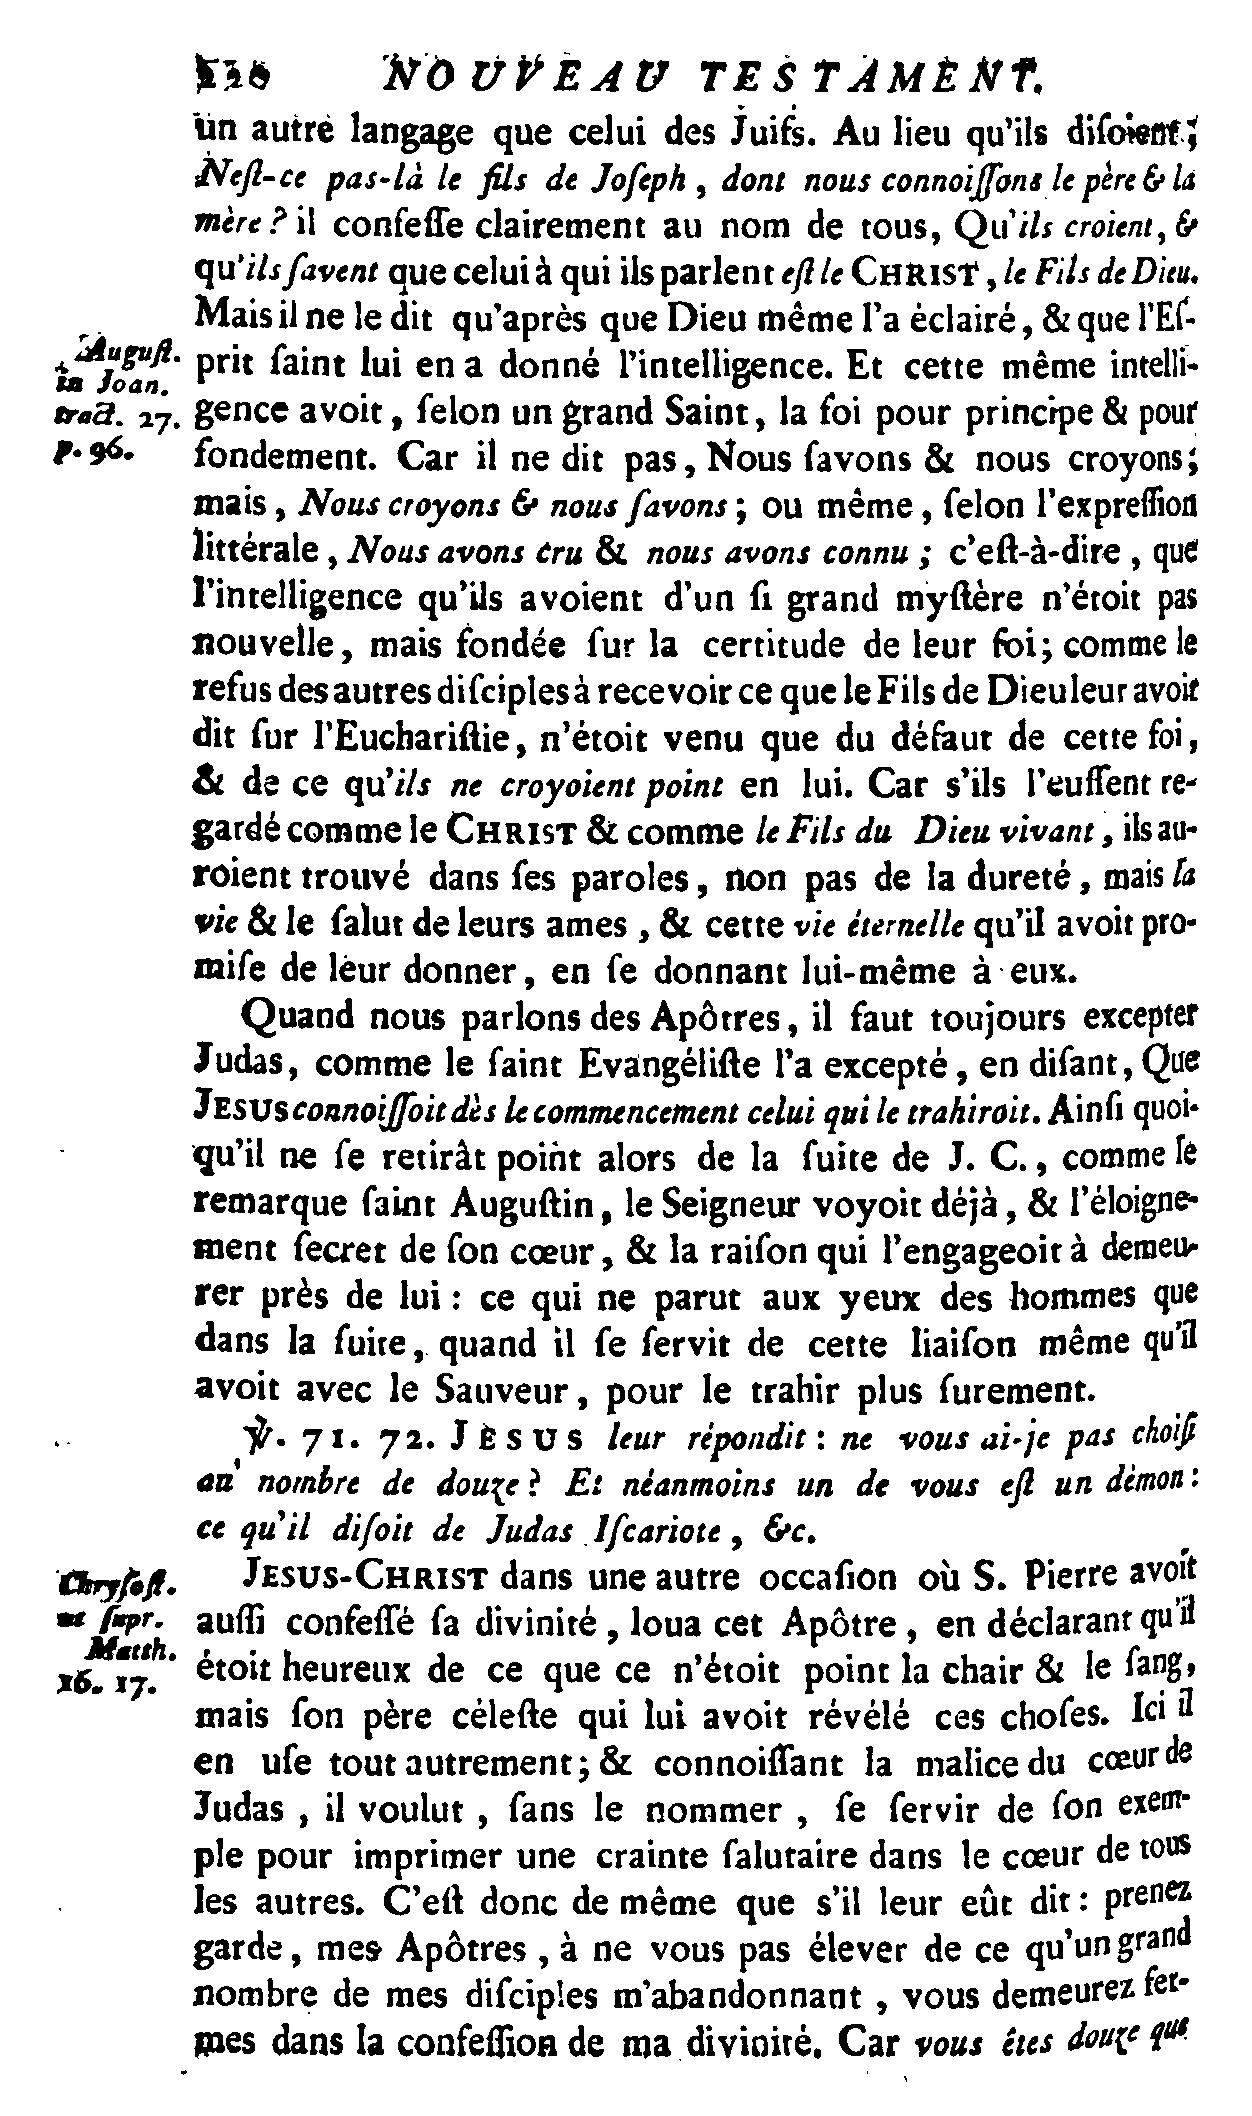 NOUVEAU TESTAMENT.
un autre langage que celui des Juifs. Au lieu qu'ils diſoient;
Neſt-ce pas-là le fils de Joſeph, dont nous connoiſſons le père & la
mère? il confeſſe clairement au nom de tous, Qu'ils croient, &
qu'ils ſavent que celui à qui ils parlent eſt le CHRIST, le Fils de Dieu.
Mais il ne le dit qu'après que Dieu même l'a éclairé, & que l'Eſ-
prit ſaint lui en a donné l'intelligence. Et cette même intelli-
gence avoit, ſelon un grand Saint, la foi pour principe & pour
fondement. Car il ne dit pas, Nous ſavons & nous croyons;
mais, Nous croyons & nous ſavons; ou même, ſelon l'expreſſion
littérale, Nous avons cru & nous avons connu; c'eſt-à-dire, que
l'intelligence qu'ils avoient d'un ſi grand myſtère n'étoit pas
nouvelle, mais fondée ſur la certitude de leur foi; comme le
refus des autres diſciples à recevoir ce que le Fils de Dieu leur avoit
dit ſur l'Euchariſtie, n'étoit venu que du défaut de cette foi,
& de ce qu'ils ne croyoient point en lui. Car s'ils l'euſſent re-
gardé comme le CHRIST & comme le Fils du Dieu vivant, ils au-
roient trouvé dans ſes paroles, non pas de la dureté, mais la
vie & le ſalut de leurs ames, & cette vie éternelle qu'il avoit pro-
miſe de leur donner, en ſe donnant lui-même à eux.
Quand nous parlons des Apôtres, il faut toujours excepter
Judas, comme le ſaint Evangéliſte l'a excepté, en diſant, Que
JESUS connoiſſoit dès le commencement celui qui le trahiroit. Ainſi quoi-
qu'il ne ſe retirât point alors de la ſuite de J. C., comme le
remarque ſaint Auguſtin, le Seigneur voyoit déjà, & l'éloigne-
ment ſecret de ſon cœur, & la raiſon qui l'engageoit à demeu-
rer près de lui : ce qui ne parut aux yeux des hommes que
dans la ſuite, quand il ſe ſervit de cette liaiſon même qu'il
avoit avec le Sauveur, pour le trahir plus ſurement.
℣. 71. 72. JESUS leur répondit : ne vous ai-je pas choiſi
au nombre de douze? Et néanmoins un de vous eſt un démon :
ce qu'il diſoit de Judas Iſcariote, &c.
JESUS-CHRIST dans une autre occaſion où S. Pierre avoit
auſſi confeſſé ſa divinité, loua cet Apôtre, en déclarant qu'il
étoit heureux de ce que ce n'étoit point la chair & le ſang,
mais ſon père céleſte qui lui avoit révélé ces choſes. Ici il
en uſe tout autrement; & connoiſſant la malice du cœur de
Judas, il voulut, ſans le nommer, ſe ſervir de ſon exem-
ple pour imprimer une crainte ſalutaire dans le cœur de tous
les autres. C'eſt donc de même que s'il leur eût dit : prenez
garde, mes Apôtres, à ne vous pas élever de ce qu'un grand
nombre de mes diſciples m'abandonnant, vous demeurez fer-
mes dans la confeſſion de ma divinité. Car vous êtes douze que
Auguſt.
in Joan.
tract. 27.
p. 96.
Chryſoſt.
ut ſupr.
Matth.
16. 17.